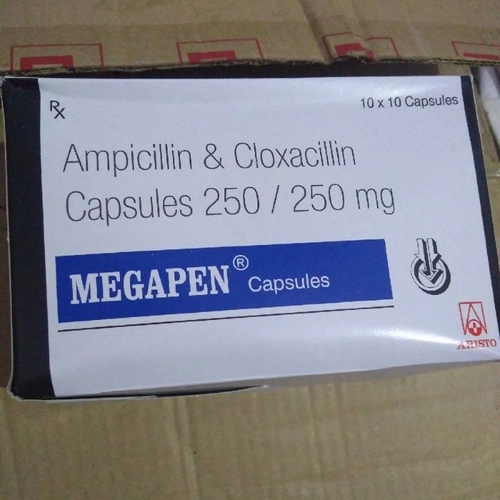 Rx
10 x 10 Capsules
Ampicillin & Cloxacillin
Capsules 250 / 250 mg
MEGAPEN® Capsules
ARISTO